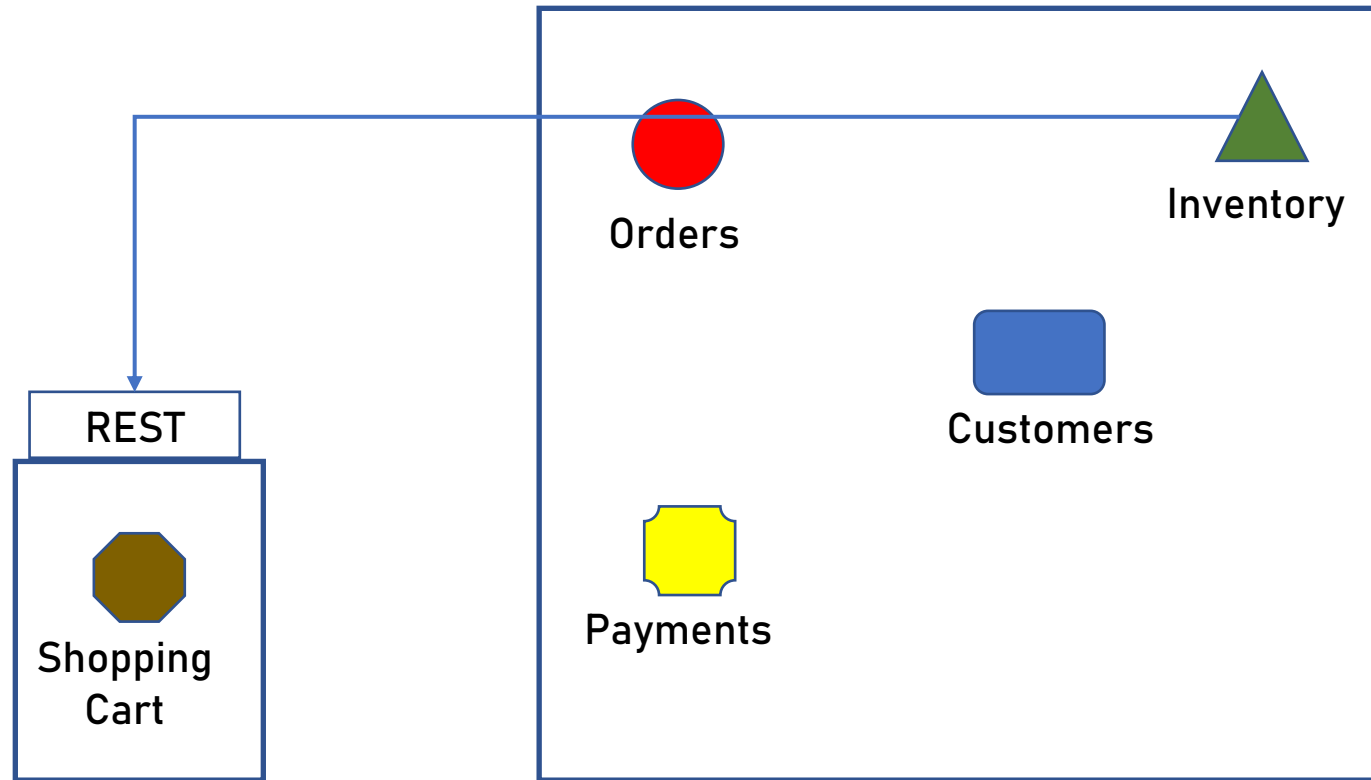 Orders
Inventory
Customers
REST
Payments
Shopping
Cart